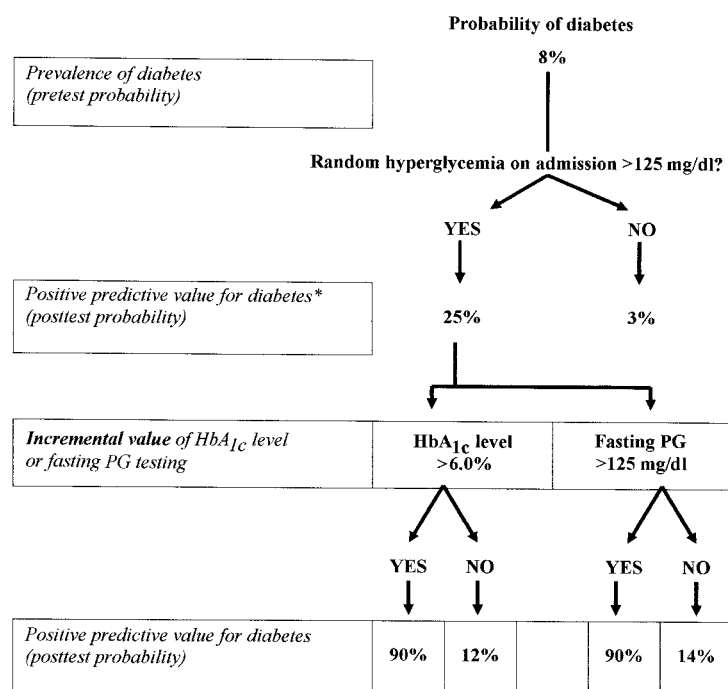 Probability of diabetes
8%
Prevalence of diabetes
(pretest probability)
Random hyperglycemia on admission >125 mg/dl?
YES
NO
Positive predictive value for diabetes*
(posttest probability)
25%
3%
Incremental value of HbA1c level
or fasting PG testing
HbA1c level
>6.0%
Fasting PG
>125 mg/dl
YES
NO
YES
NO
Positive predictive value for diabetes
(posttest probability)
90%
12%
90%
14%